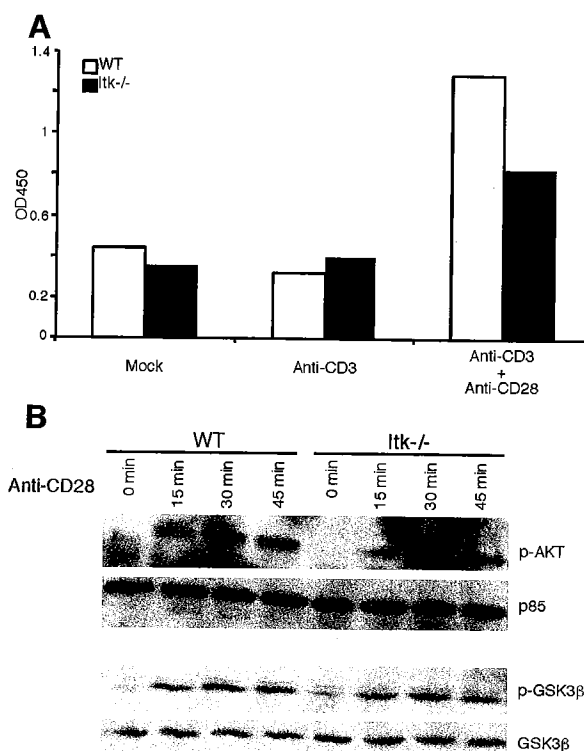 A
1.4
WT
Itk-/-
1
OD450
0.6
0.2
0
Mock
Anti-CD3
Anti-CD3
+
Anti-CD28
B
WT
Itk-/-
Anti-CD28
0 min
15 min
30 min
45 min
0 min
15 min
30 min
45 min
p-AKT
p85
p-GSK3β
GSK3β